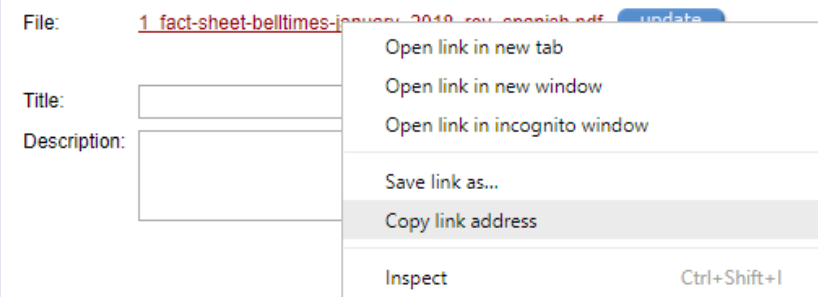 File: 1_fact-sheet-belltimes-january_2018_rev_spanish.pdf update
Open link in new tab
Open link in new window
Title:
Open link in incognito window
Description:
Save link as...
Copy link address
Inspect Ctrl+Shift+I